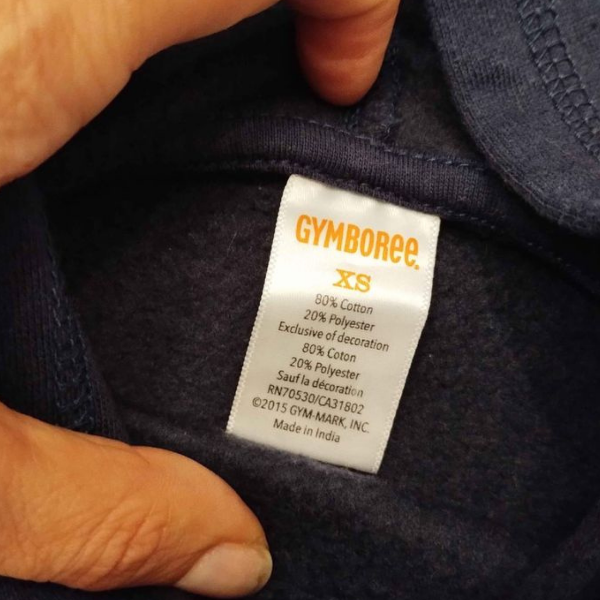 GYMBOREE.
XS
80% Cotton
20% Polyester
Exclusive of decoration
80% Coton
20% Polyester
Sauf la décoration
RN70530/CA31802
©2015 GYM-MARK, INC.
Made in India